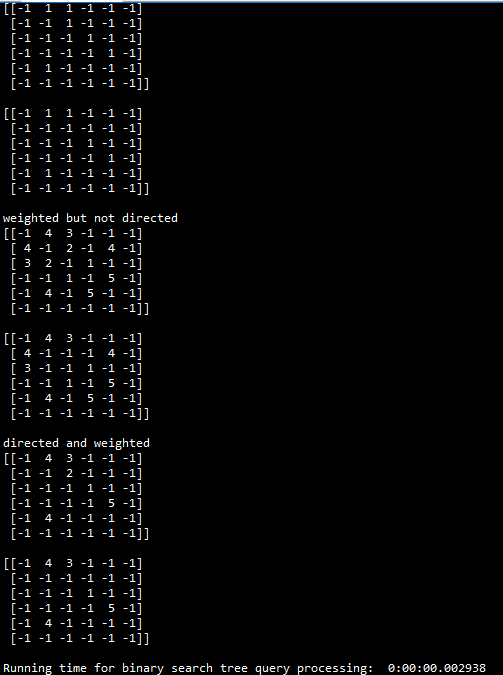 [[-1  1  1 -1 -1 -1]
 [-1 -1  1 -1 -1 -1]
 [-1 -1 -1  1 -1 -1]
 [-1 -1 -1 -1  1 -1]
 [-1  1 -1 -1 -1 -1]
 [-1 -1 -1 -1 -1 -1]]
[[-1  1  1 -1 -1 -1]
 [-1 -1 -1 -1 -1 -1]
 [-1 -1 -1  1 -1 -1]
 [-1 -1 -1 -1  1 -1]
 [-1  1 -1 -1 -1 -1]
 [-1 -1 -1 -1 -1 -1]]
weighted but not directed
[[-1  4  3 -1 -1 -1]
 [ 4 -1  2 -1  4 -1]
 [ 3  2 -1  1 -1 -1]
 [-1 -1  1 -1  5 -1]
 [-1  4 -1  5 -1 -1]
 [-1 -1 -1 -1 -1 -1]]
[[-1  4  3 -1 -1 -1]
 [ 4 -1 -1 -1  4 -1]
 [ 3 -1 -1  1 -1 -1]
 [-1 -1  1 -1  5 -1]
 [-1  4 -1  5 -1 -1]
 [-1 -1 -1 -1 -1 -1]]
directed and weighted
[[-1  4  3 -1 -1 -1]
 [-1 -1  2 -1 -1 -1]
 [-1 -1 -1  1 -1 -1]
 [-1 -1 -1 -1  5 -1]
 [-1  4 -1 -1 -1 -1]
 [-1 -1 -1 -1 -1 -1]]
[[-1  4  3 -1 -1 -1]
 [-1 -1 -1 -1 -1 -1]
 [-1 -1 -1  1 -1 -1]
 [-1 -1 -1 -1  5 -1]
 [-1  4 -1 -1 -1 -1]
 [-1 -1 -1 -1 -1 -1]]
Running time for binary search tree query processing:  0:00:00.002938